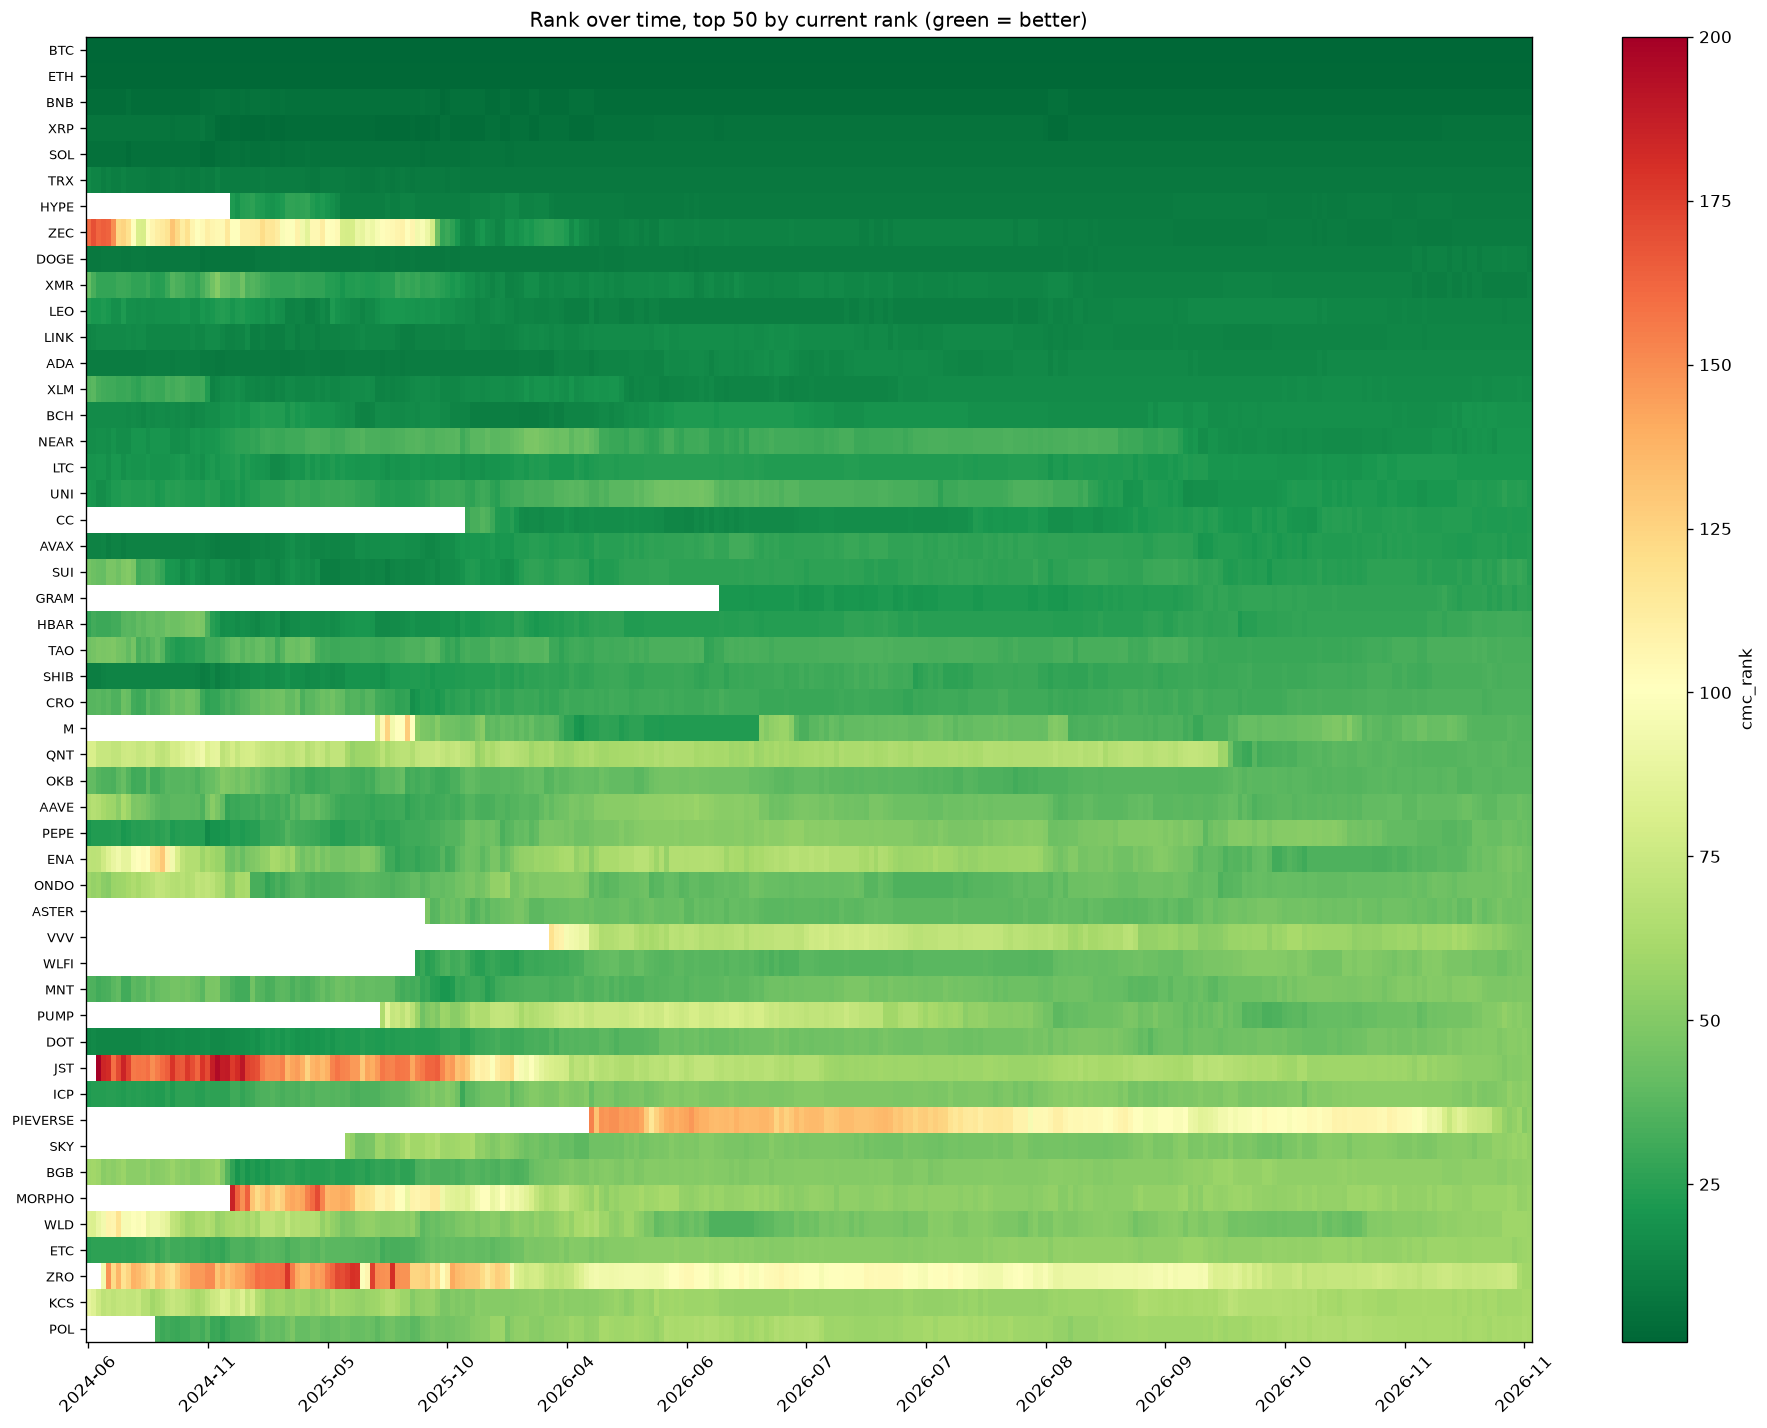 Rank over time, top 50 by current rank (green = better)
BTC
ETH
BNB
XRP
SOL
TRX
HYPE
ZEC
DOGE
XMR
LEO
LINK
ADA
XLM
BCH
NEAR
LTC
UNI
CC
AVAX
SUI
GRAM
HBAR
TAO
SHIB
CRO
M
QNT
OKB
AAVE
PEPE
ENA
ONDO
ASTER
VVV
WLFI
MNT
PUMP
DOT
JST
ICP
PIEVERSE
SKY
BGB
MORPHO
WLD
ETC
ZRO
KCS
POL
2024-06
2024-11
2025-05
2025-10
2026-04
2026-06
2026-07
2026-07
2026-08
2026-09
2026-10
2026-11
2026-11
200
175
150
125
100
75
50
25
cmc_rank